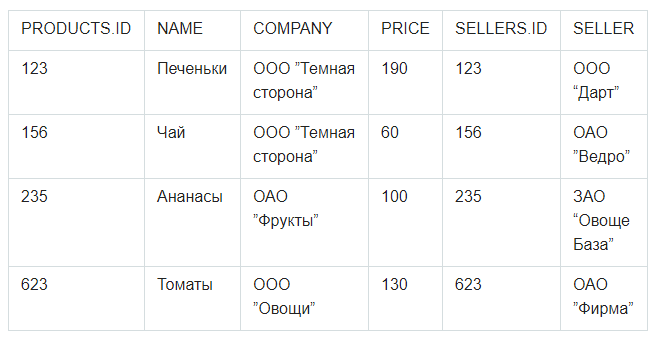 PRODUCTS.ID NAME COMPANY PRICE SELLERS.ID SELLER
123 Печеньки ООО ”Темная 190 123 ООО
сторона” “Дарт”
156 Чай ООО ”Темная 60 156 ОАО
сторона” ”Ведро”
235 Ананасы ОАО 100 235 ЗАО
”Фрукты” “Овоще
База”
623 Томаты ООО 130 623 ОАО
”Овощи” ”Фирма”